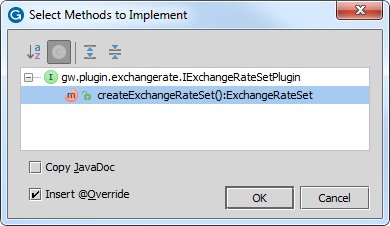 Select Methods to Implement
gw.plugin.exchangerate.IExchangeRateSetPlugin
createExchangeRateSet():ExchangeRateSet
Copy JavaDoc
Insert @Override
OK
Cancel